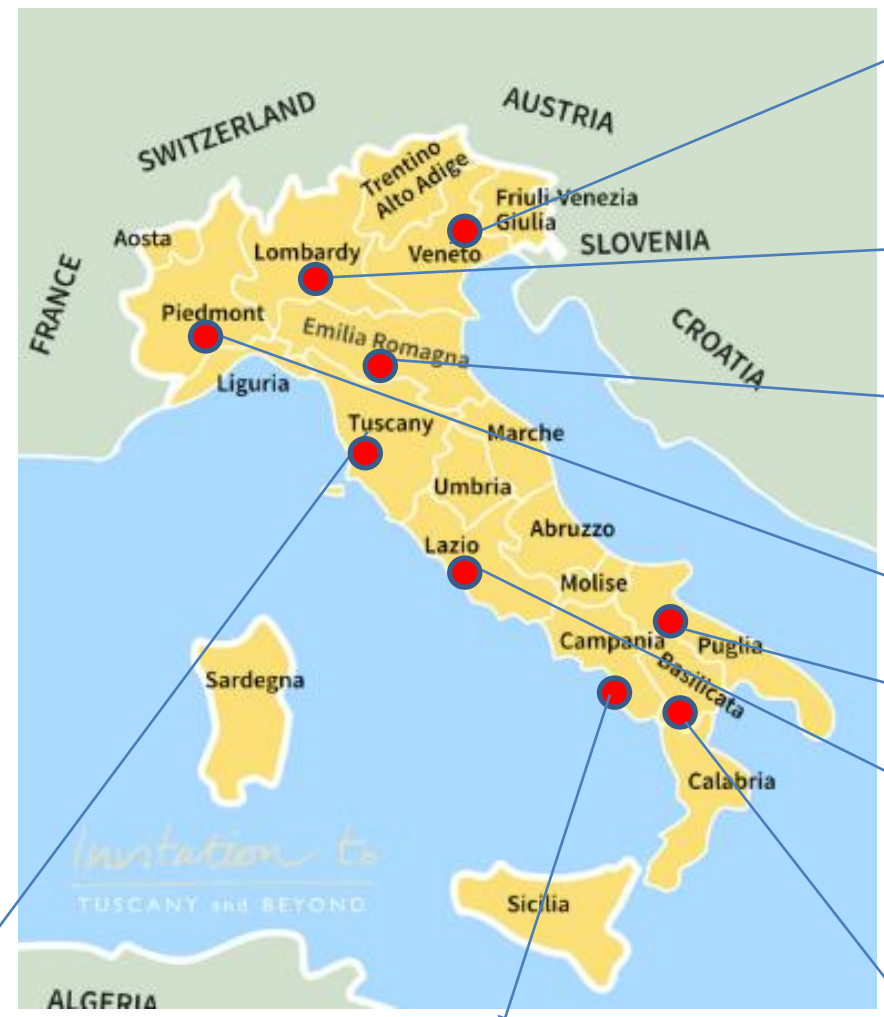 AUSTRIA
SWITZERLAND
Trentino
Alto Adige
Friuli Venezia
Giulia
Aosta
SLOVENIA
Lombardy
Veneto
FRANCE
Piedmont
Emilia Romagna
CROATIA
Liguria
Tuscany
Marche
Umbria
Abruzzo
Lazio
Molise
Campania
Puglia
Basilicata
Sardegna
Calabria
Invitation to
TUSCANY and BEYOND
Sicilia
ALGERIA